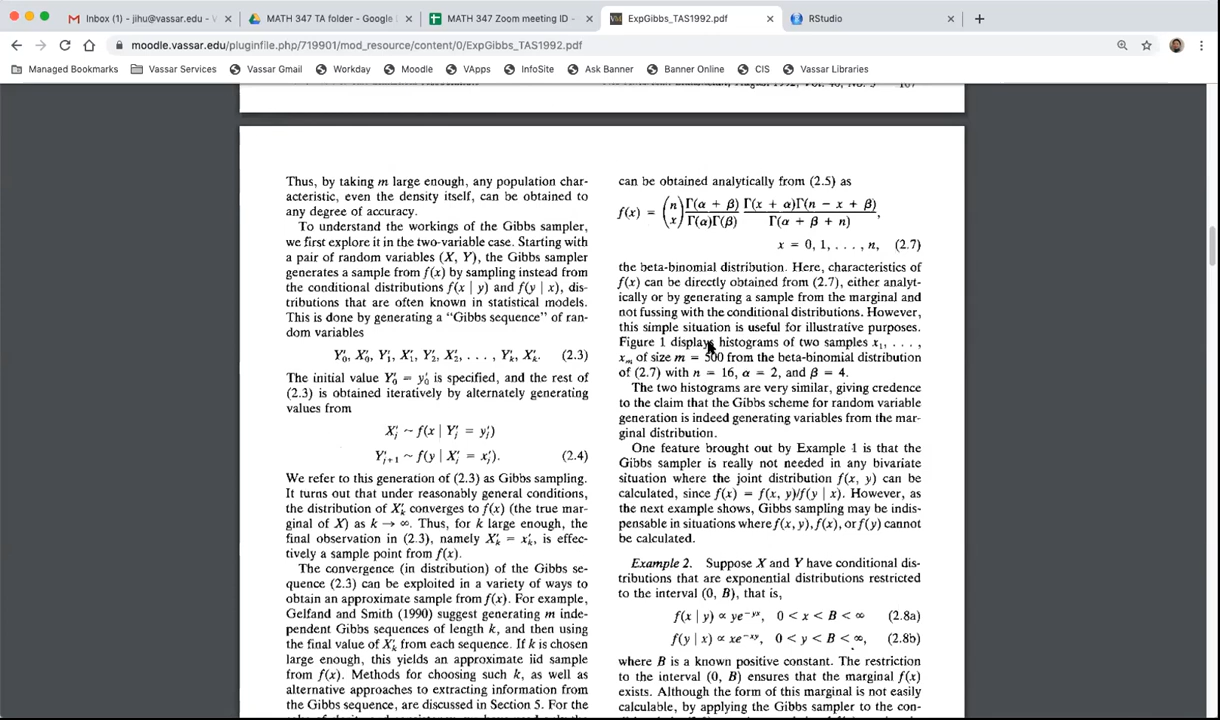 Inbox (1) - jihu@vassar.edu - V
MATH 347 TA folder - Google
MATH 347 Zoom meeting ID -
ExpGibbs_TAS1992.pdf
RStudio
moodle.vassar.edu/pluginfile.php/719901/mod_resource/content/0/ExpGibbs_TAS1992.pdf
Managed Bookmarks
Vassar Services
Vassar Gmail
Workday
Moodle
VApps
InfoSite
Ask Banner
Banner Online
CIS
Vassar Libraries
Thus, by taking m large enough, any population char-
acteristic, even the density itself, can be obtained to
any degree of accuracy.
To understand the workings of the Gibbs sampler,
we first explore it in the two-variable case. Starting with
a pair of random variables (X, Y), the Gibbs sampler
generates a sample from f(x) by sampling instead from
the conditional distributions f(x | y) and f(y | x), dis-
tributions that are often known in statistical models.
This is done by generating a "Gibbs sequence" of ran-
dom variables
Y′₀, X′₀, Y′₁, X′₁, Y′₂, X′₂, . . . , Y′ₖ, X′ₖ. (2.3)
The initial value Y′₀ = y′₀ is specified, and the rest of
(2.3) is obtained iteratively by alternately generating
values from
X′ⱼ ~ f(x | Y′ⱼ = y′ⱼ)
Y′ⱼ₊₁ ~ f(y | X′ⱼ = x′ⱼ). (2.4)
We refer to this generation of (2.3) as Gibbs sampling.
It turns out that under reasonably general conditions,
the distribution of X′ₖ converges to f(x) (the true mar-
ginal of X) as k → ∞. Thus, for k large enough, the
final observation in (2.3), namely X′ₖ = x′ₖ, is effec-
tively a sample point from f(x).
The convergence (in distribution) of the Gibbs se-
quence (2.3) can be exploited in a variety of ways to
obtain an approximate sample from f(x). For example,
Gelfand and Smith (1990) suggest generating m inde-
pendent Gibbs sequences of length k, and then using
the final value of X′ₖ from each sequence. If k is chosen
large enough, this yields an approximate iid sample
from f(x). Methods for choosing such k, as well as
alternative approaches to extracting information from
the Gibbs sequence, are discussed in Section 5. For the
can be obtained analytically from (2.5) as
f(x) = (n x) Γ(α + β)/Γ(α)Γ(β) Γ(x + α)Γ(n − x + β)/Γ(α + β + n),
x = 0, 1, . . . , n, (2.7)
the beta-binomial distribution. Here, characteristics of
f(x) can be directly obtained from (2.7), either analyt-
ically or by generating a sample from the marginal and
not fussing with the conditional distributions. However,
this simple situation is useful for illustrative purposes.
Figure 1 displays histograms of two samples x₁, . . . ,
xₘ of size m = 500 from the beta-binomial distribution
of (2.7) with n = 16, α = 2, and β = 4.
The two histograms are very similar, giving credence
to the claim that the Gibbs scheme for random variable
generation is indeed generating variables from the mar-
ginal distribution.
One feature brought out by Example 1 is that the
Gibbs sampler is really not needed in any bivariate
situation where the joint distribution f(x, y) can be
calculated, since f(x) = f(x, y)/f(y | x). However, as
the next example shows, Gibbs sampling may be indis-
pensable in situations where f(x, y), f(x), or f(y) cannot
be calculated.
Example 2. Suppose X and Y have conditional dis-
tributions that are exponential distributions restricted
to the interval (0, B), that is,
f(x | y) ∝ ye⁻ʸˣ, 0 < x < B < ∞ (2.8a)
f(y | x) ∝ xe⁻ˣʸ, 0 < y < B < ∞, (2.8b)
where B is a known positive constant. The restriction
to the interval (0, B) ensures that the marginal f(x)
exists. Although the form of this marginal is not easily
calculable, by applying the Gibbs sampler to the con-